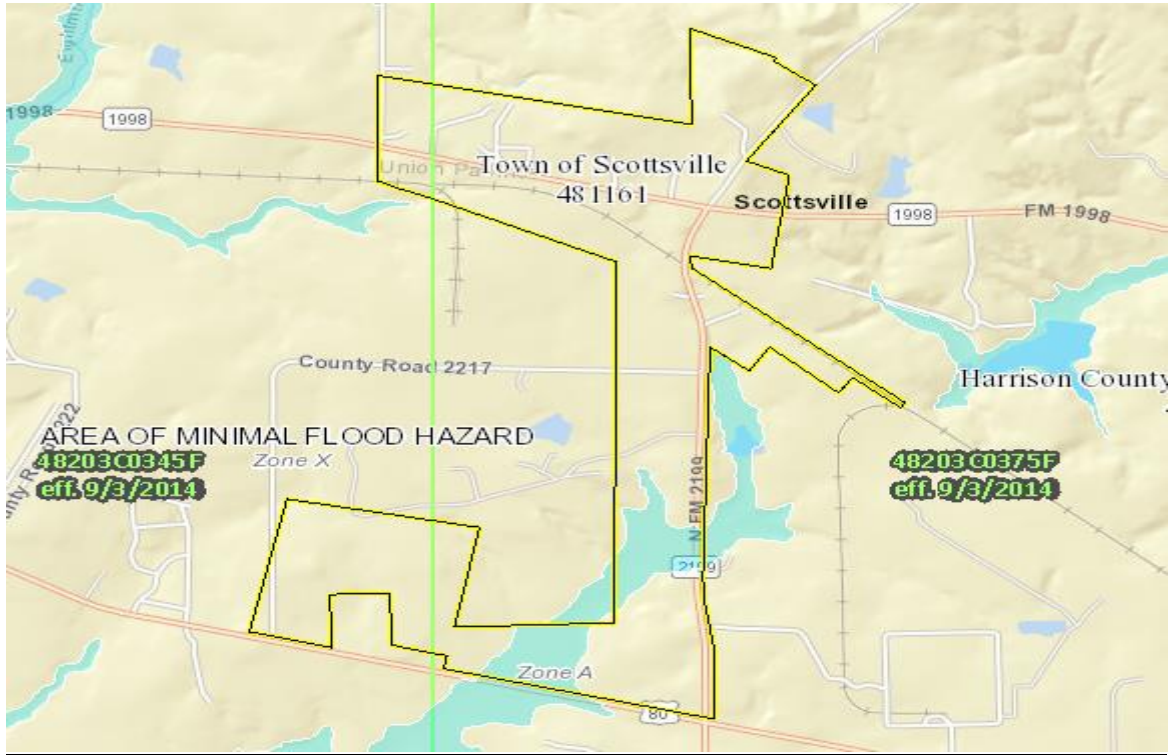 1998
1998
Union Pa
Town of Scottsville
481161
Scottsville
1998
FM 1998
County Road 2217
Harrison County
AREA OF MINIMAL FLOOD HAZARD
Zone X
48203C0345F
eff. 9/3/2014
48203C0375F
eff. 9/3/2014
N FM 2199
2199
Zone A
80